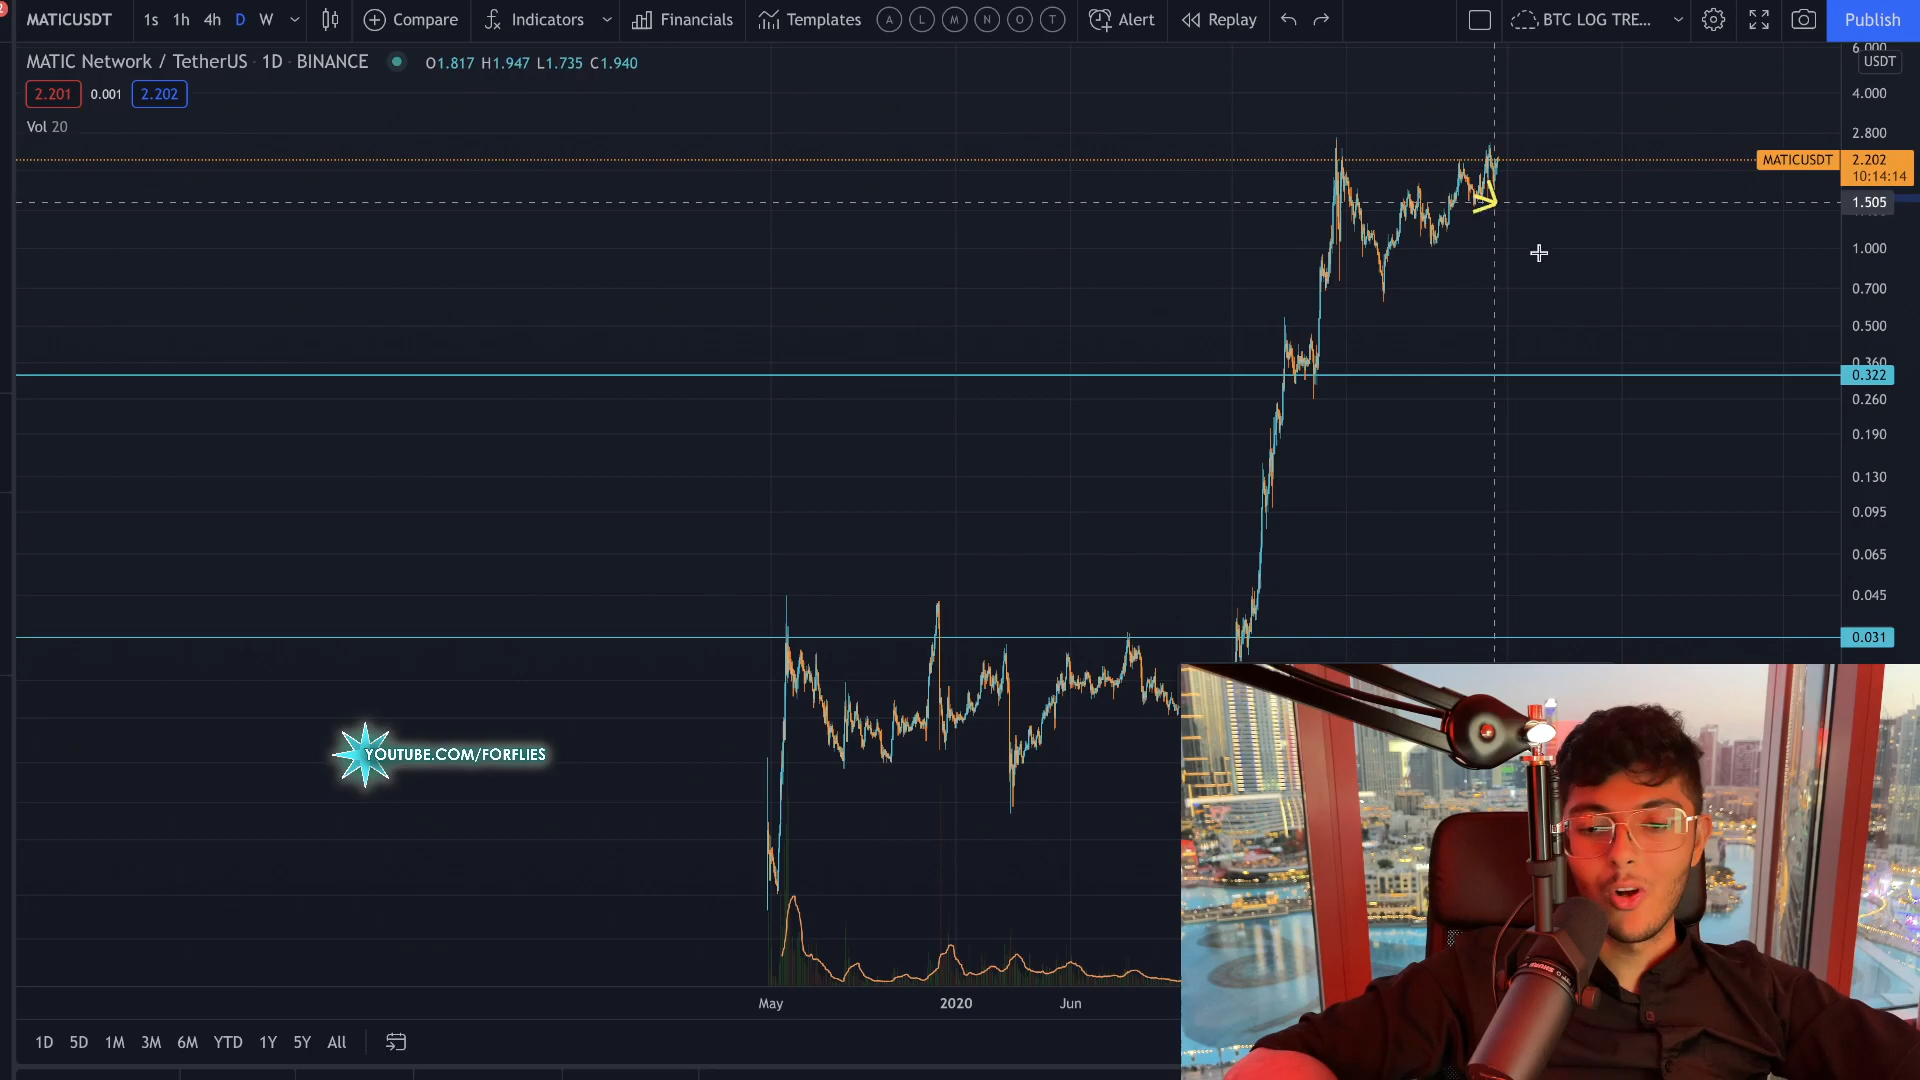 MATICUSDT 1s 1h 4h D W Compare Indicators Financials Templates A L M N O T Alert Replay BTC LOG TRE... Publish
MATIC Network / TetherUS · 1D · BINANCE O1.817 H1.947 L1.735 C1.940
2.201 0.001 2.202
Vol 20
6.000
USDT
4.000
2.800
MATICUSDT 2.202
10:14:14
1.505
1.000
0.700
0.500
0.360
0.322
0.260
0.190
0.130
0.095
0.065
0.045
0.031
YOUTUBE.COM/FORFLIES
May 2020 Jun
1D 5D 1M 3M 6M YTD 1Y 5Y All